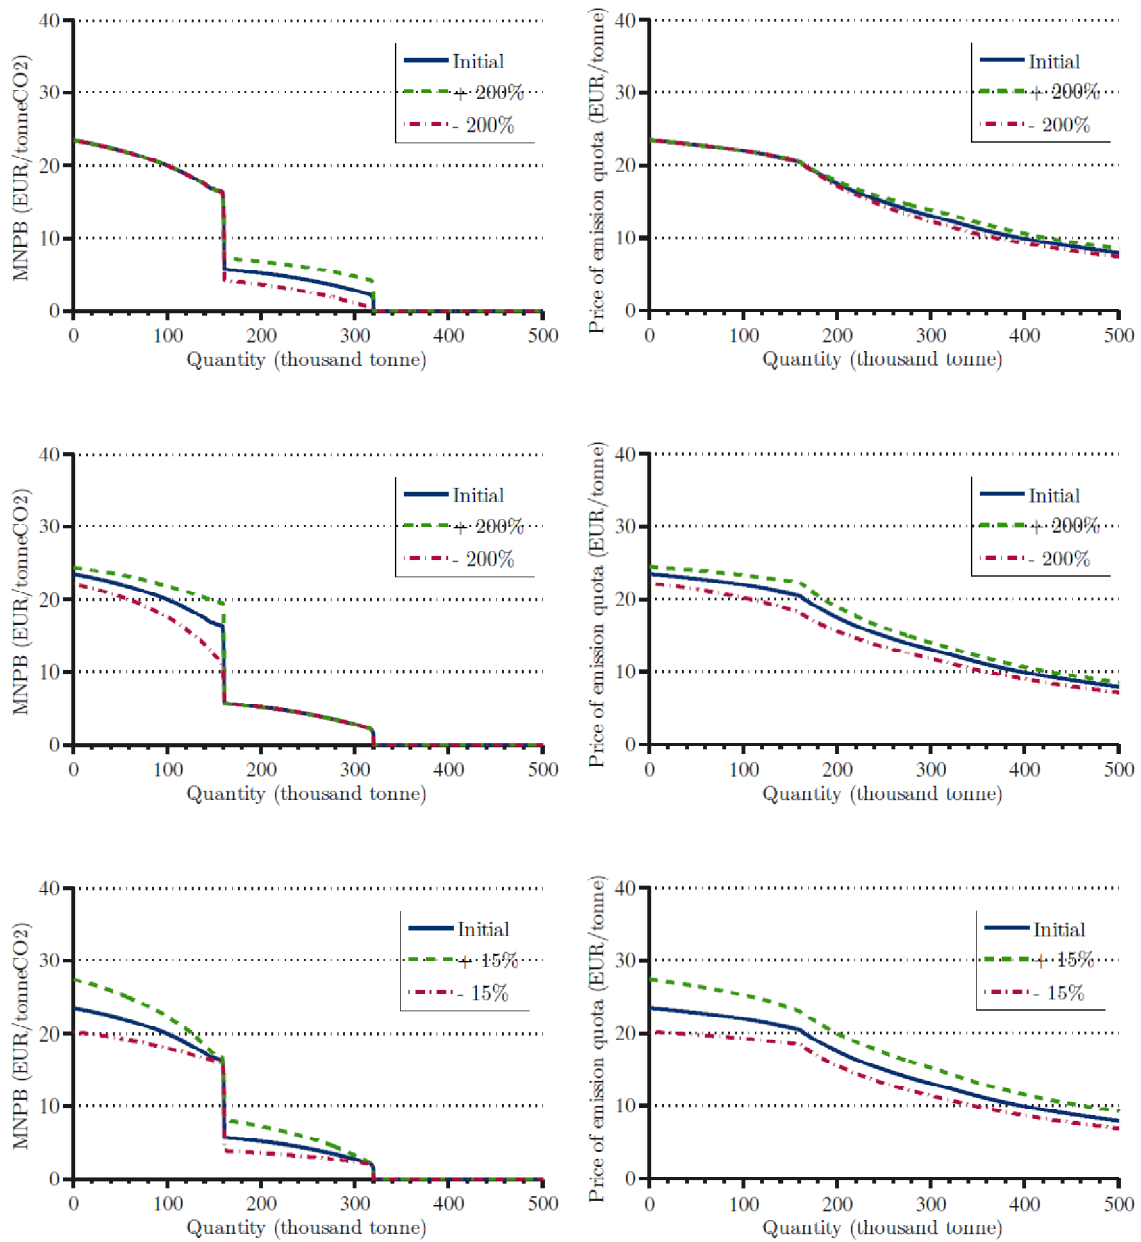 MNPB (EUR/tonneCO2)
40
30
20
10
0
0 100 200 300 400 500
Quantity (thousand tonne)
Initial
+ 200%
- 200%
Price of emission quota (EUR/tonne)
40
30
20
10
0
0 100 200 300 400 500
Quantity (thousand tonne)
Initial
+ 200%
- 200%
MNPB (EUR/tonneCO2)
40
30
20
10
0
0 100 200 300 400 500
Quantity (thousand tonne)
Initial
+ 200%
- 200%
Price of emission quota (EUR/tonne)
40
30
20
10
0
0 100 200 300 400 500
Quantity (thousand tonne)
Initial
+ 200%
- 200%
MNPB (EUR/tonneCO2)
40
30
20
10
0
0 100 200 300 400 500
Quantity (thousand tonne)
Initial
+ 15%
- 15%
Price of emission quota (EUR/tonne)
40
30
20
10
0
0 100 200 300 400 500
Quantity (thousand tonne)
Initial
+ 15%
- 15%